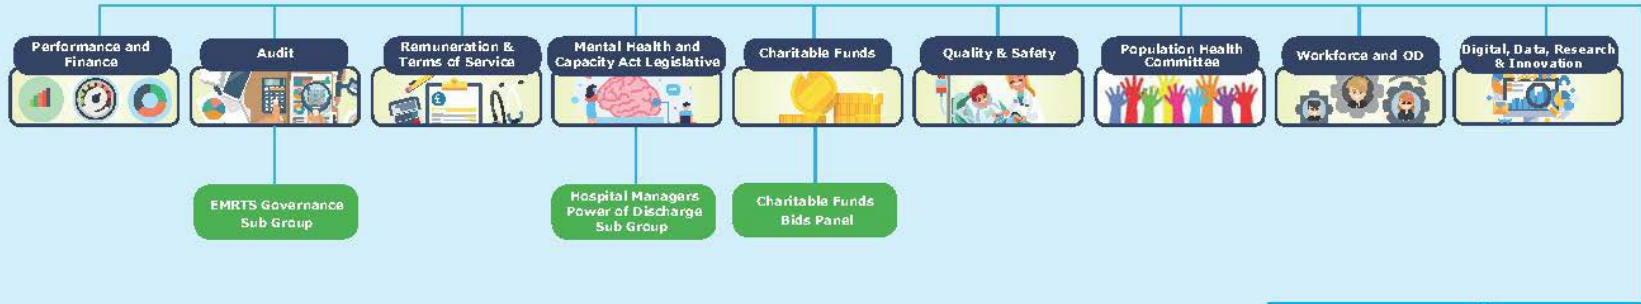 Performance and
Finance
Audit
Remuneration &
Terms of Service
Mental Health and
Capacity Act Legislative
Charitable Funds
Quality & Safety
Population Health
Committee
Workforce and OD
Digital, Data, Research
& Innovation
EMRTS Governance
Sub Group
Hospital Managers
Power of Discharge
Sub Group
Charitable Funds
Bids Panel